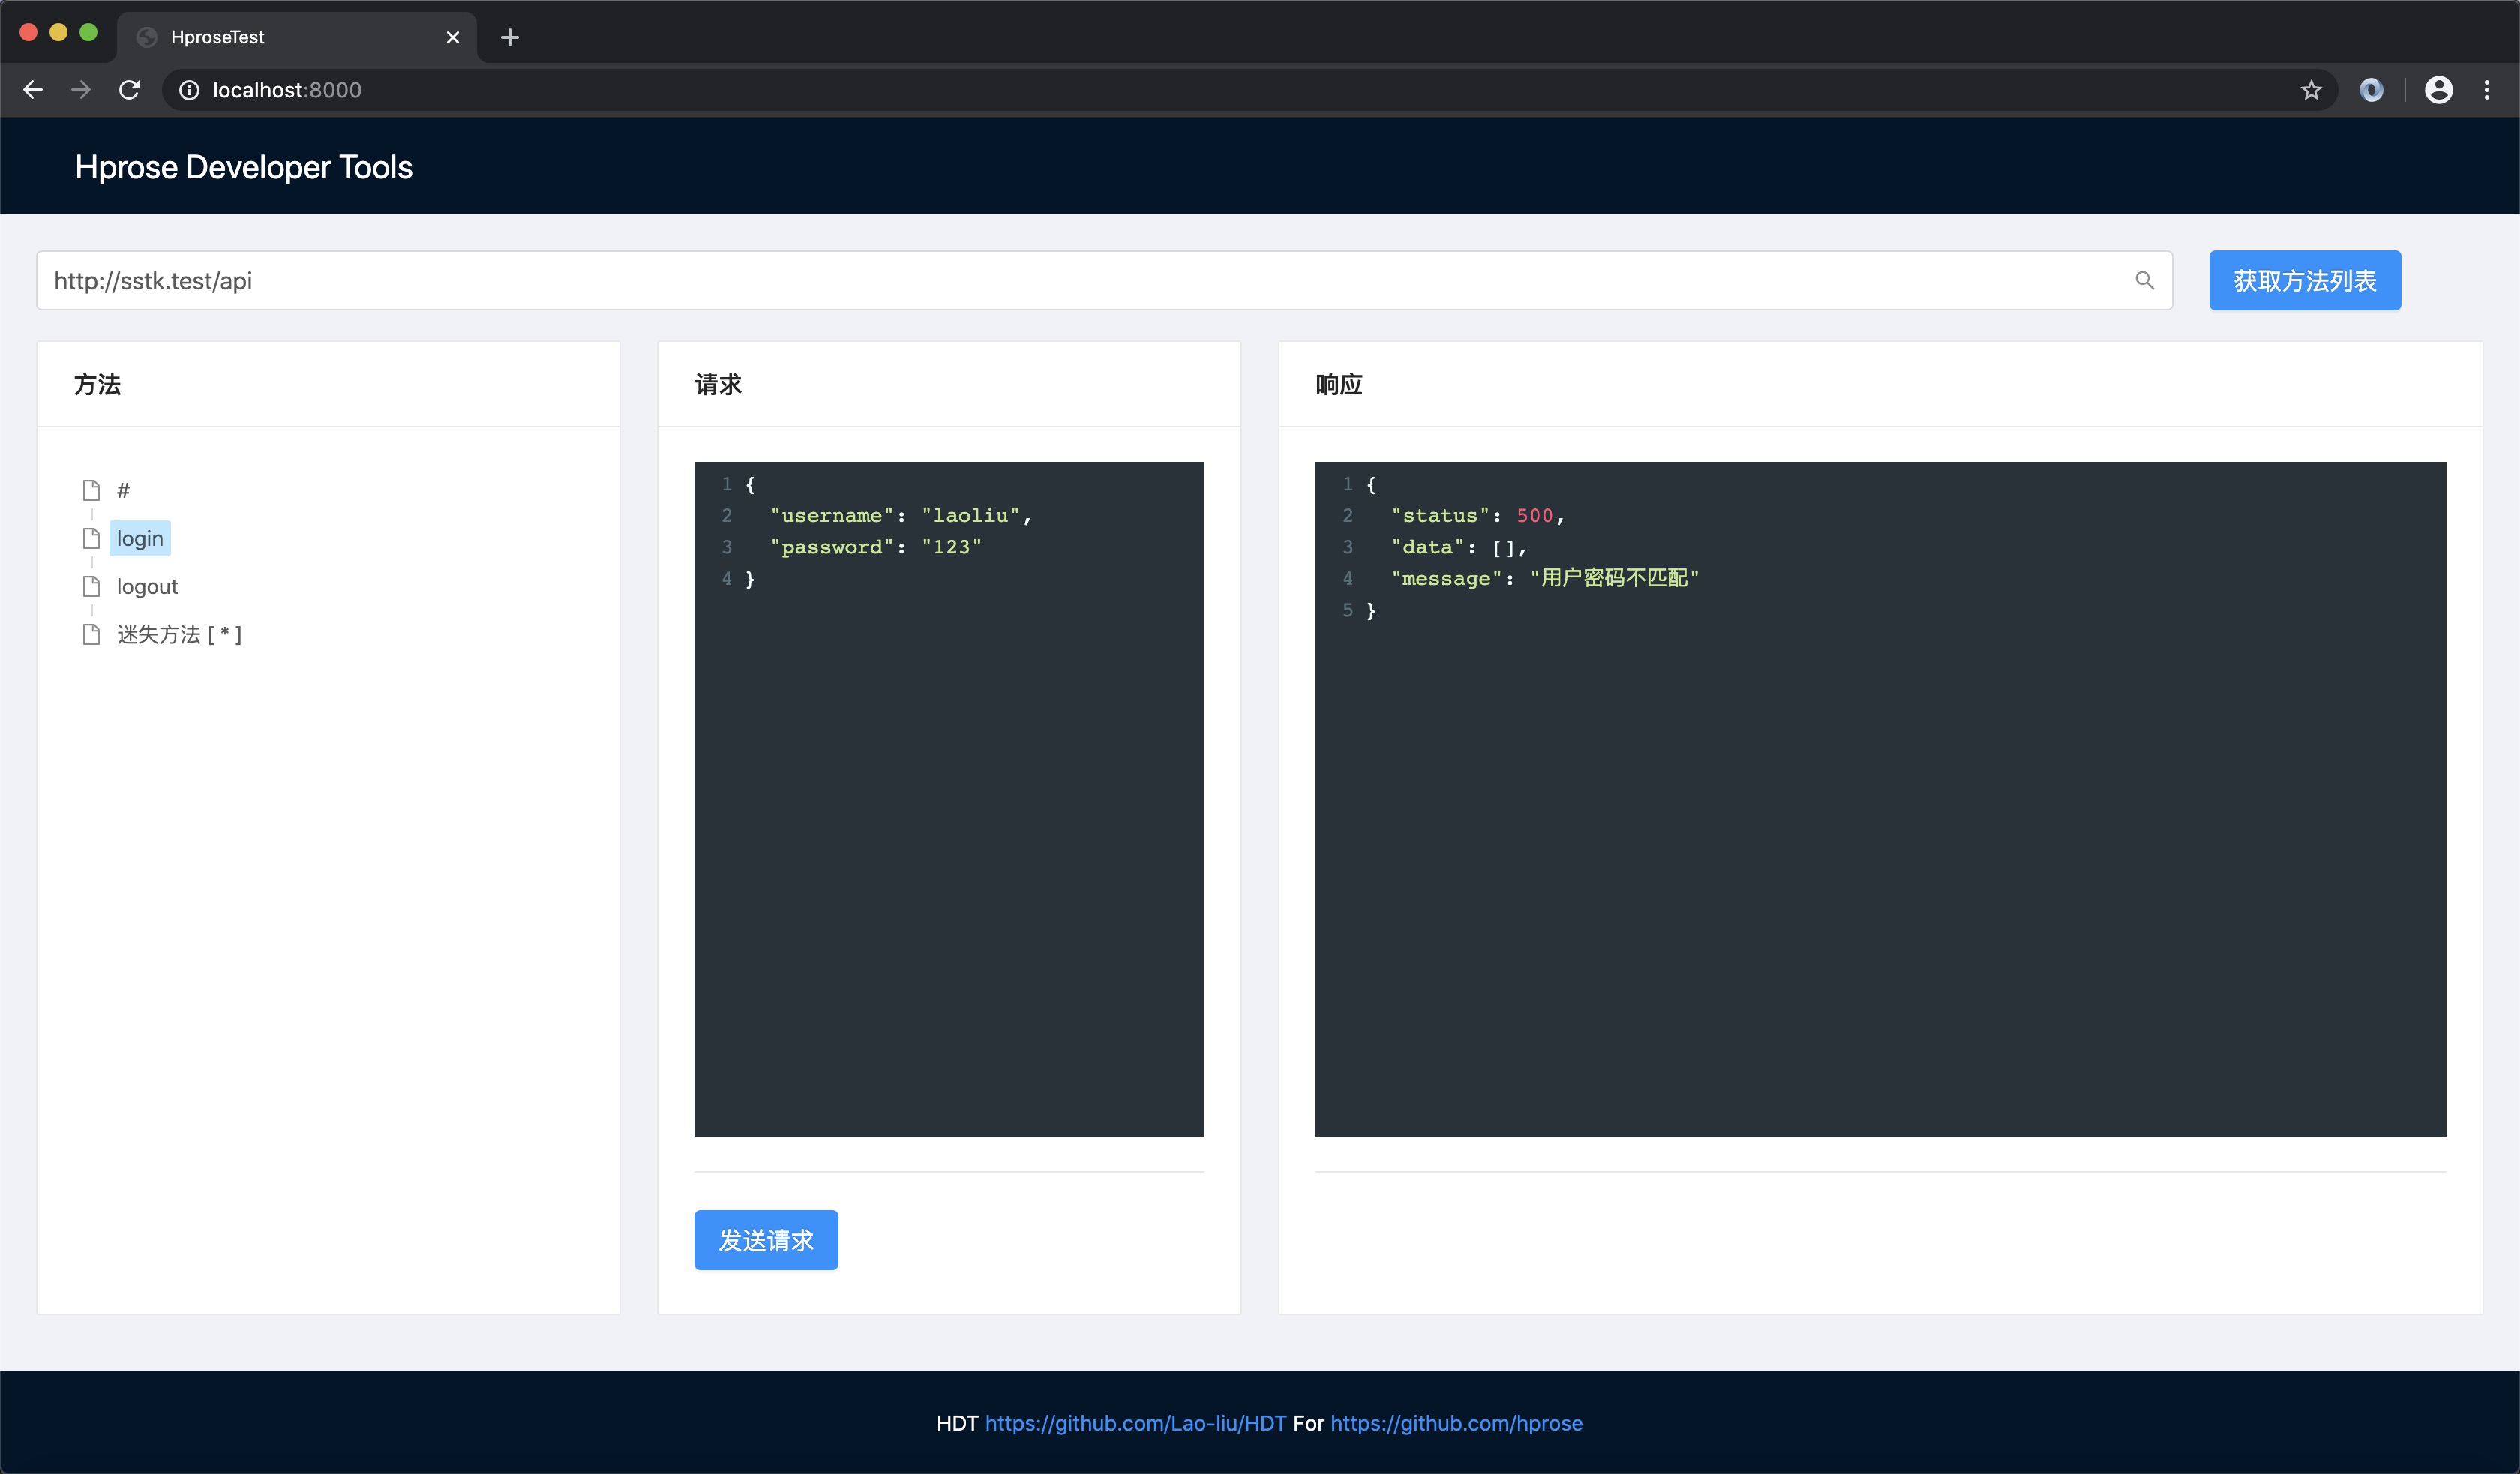 HproseTest
localhost:8000
Hprose Developer Tools
http://sstk.test/api
获取方法列表
方法
#
login
logout
迷失方法 [ * ]
请求
1 {
2 "username": "laoliu",
3 "password": "123"
4 }
发送请求
响应
1 {
2 "status": 500,
3 "data": [],
4 "message": "用户密码不匹配"
5 }
HDT https://github.com/Lao-liu/HDT For https://github.com/hprose